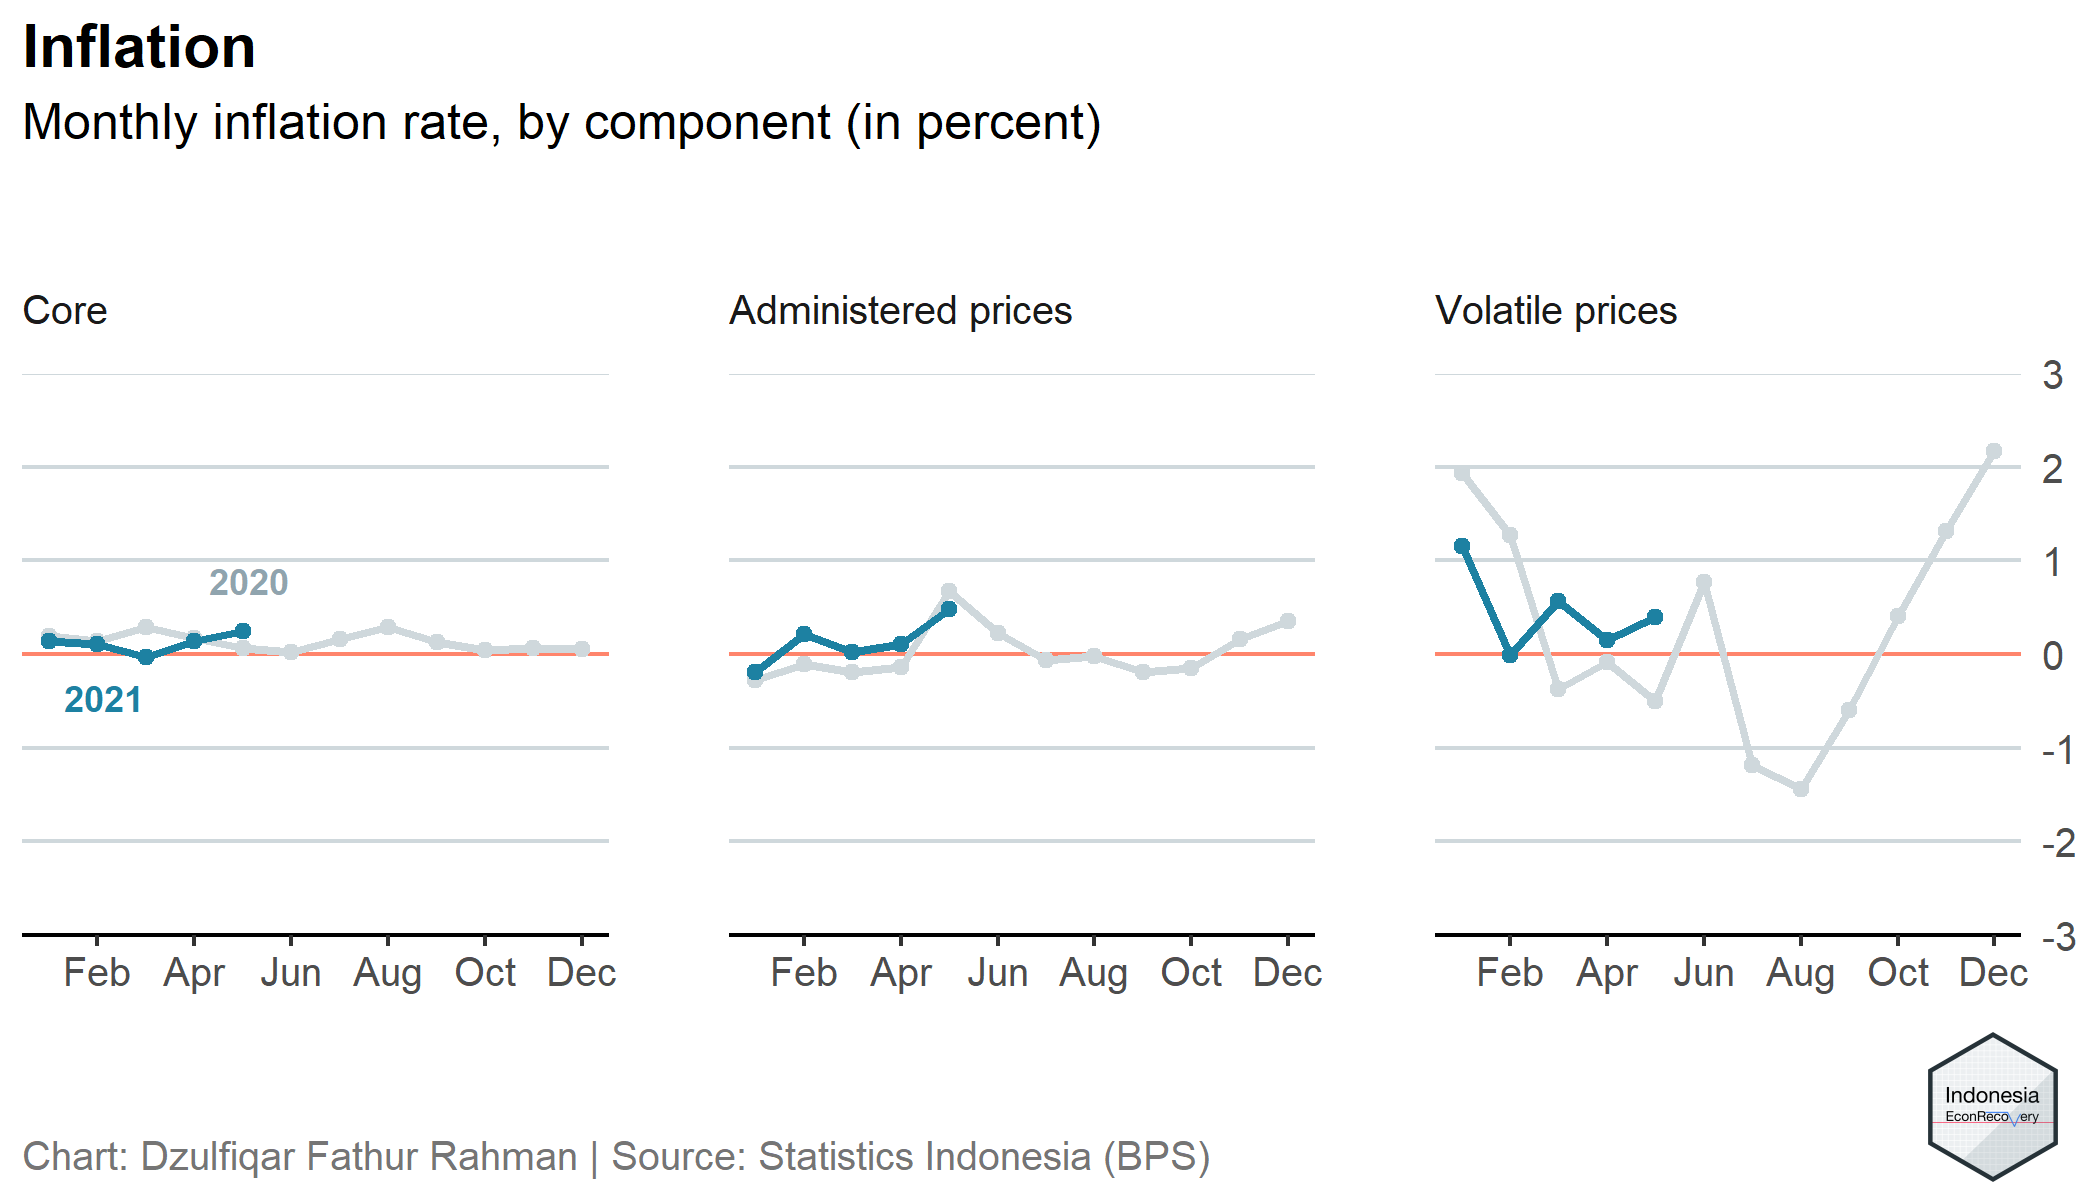 Inflation
Monthly inflation rate, by component (in percent)
Core
Administered prices
Volatile prices
3
2
1
0
-1
-2
-3
2020
2021
Feb Apr Jun Aug Oct Dec
Feb Apr Jun Aug Oct Dec
Feb Apr Jun Aug Oct Dec
Indonesia
EconRecovery
Chart: Dzulfiqar Fathur Rahman | Source: Statistics Indonesia (BPS)